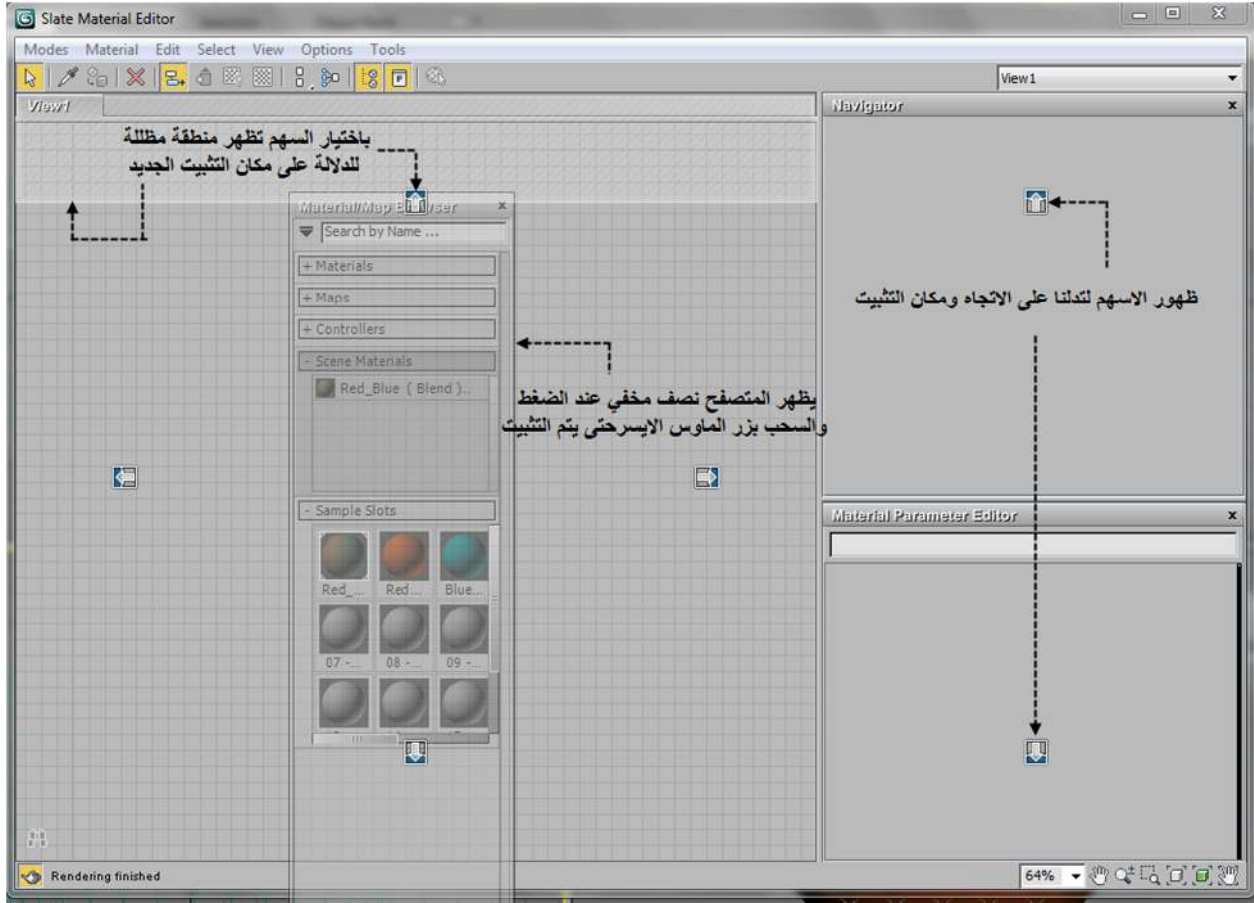 Slate Material Editor
Modes Material Edit Select View Options Tools
View1
View1
Navigator x
باختيار السهم تظهر منطقة مظللة
للدلالة على مكان التثبيت الجديد
Material/Map Browser x
Search by Name ...
+ Materials
+ Maps
+ Controllers
- Scene Materials
Red_Blue ( Blend )..
ظهور الاسهم لتدلنا على الاتجاه ومكان التثبيت
يظهر المتصفح نصف مخفي عند الضغط
والسحب بزر الماوس الايسرحتى يتم التثبيت
- Sample Slots
Red_... Red... Blue...
07 -... 08 -... 09 -...
Material Parameter Editor x
Rendering finished
64%